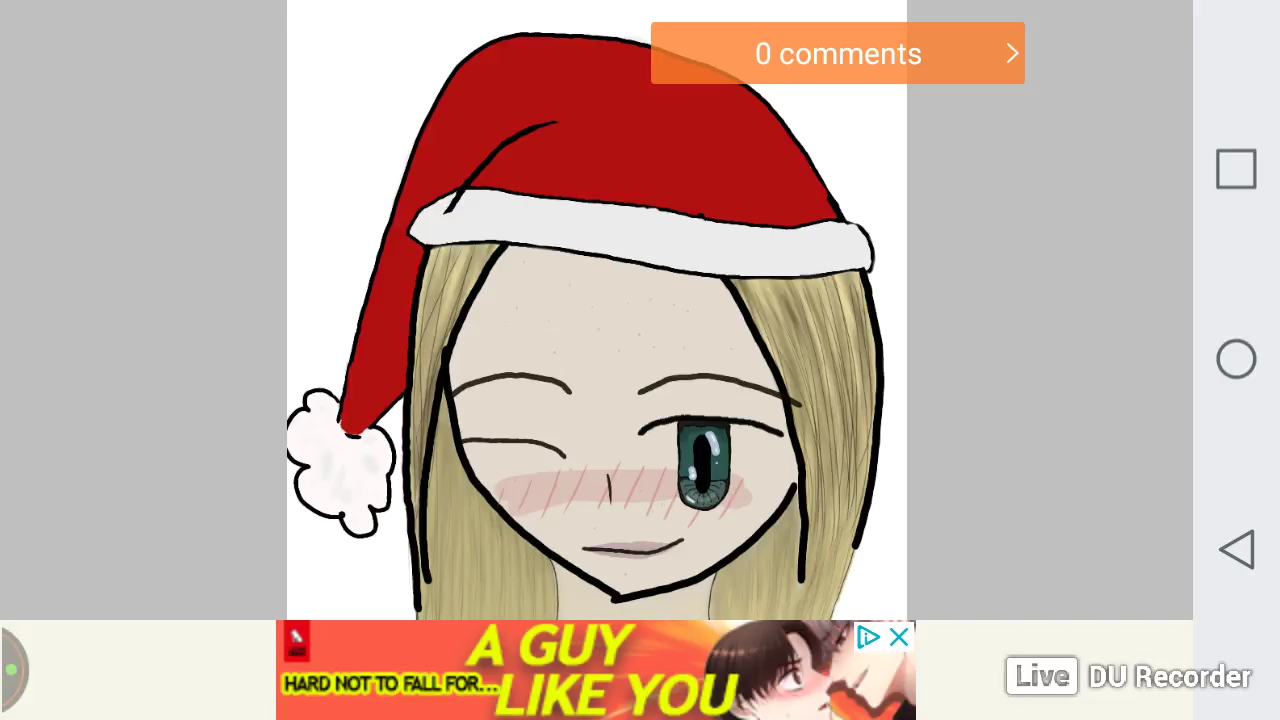 0 comments
A GUY
HARD NOT TO FALL FOR...
LIKE YOU
Live DU Recorder